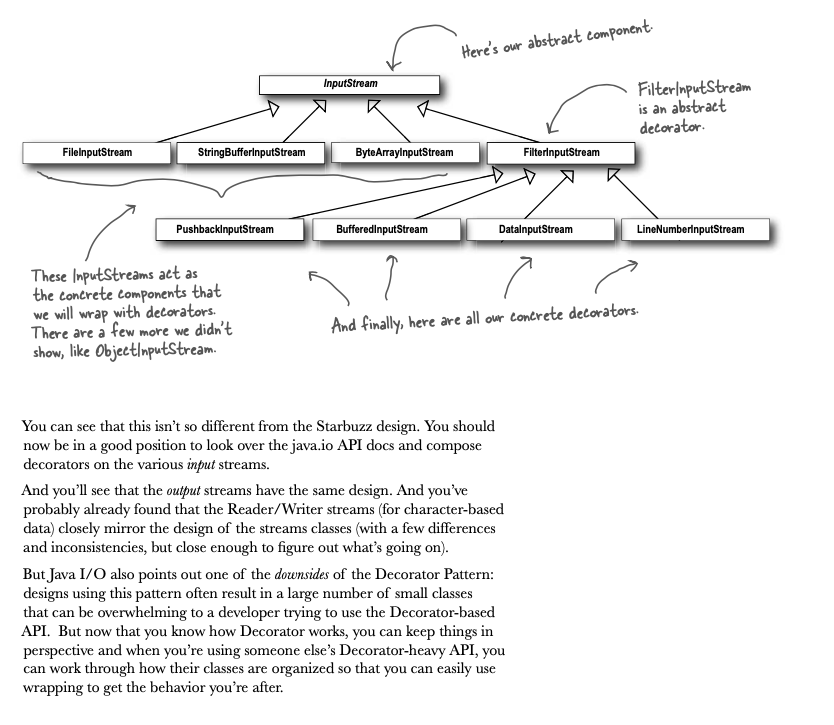 Here's our abstract component.
InputStream
FilterInputStream
is an abstract
decorator.
FileInputStream
StringBufferInputStream
ByteArrayInputStream
FilterInputStream
PushbackInputStream
BufferedInputStream
DataInputStream
LineNumberInputStream
These InputStreams act as
the concrete components that
we will wrap with decorators.
There are a few more we didn't
show, like ObjectInputStream.
And finally, here are all our concrete decorators.
You can see that this isn't so different from the Starbuzz design. You should
now be in a good position to look over the java.io API docs and compose
decorators on the various input streams.
And you'll see that the output streams have the same design. And you've
probably already found that the Reader/Writer streams (for character-based
data) closely mirror the design of the streams classes (with a few differences
and inconsistencies, but close enough to figure out what's going on).
But Java I/O also points out one of the downsides of the Decorator Pattern:
designs using this pattern often result in a large number of small classes
that can be overwhelming to a developer trying to use the Decorator-based
API. But now that you know how Decorator works, you can keep things in
perspective and when you're using someone else's Decorator-heavy API, you
can work through how their classes are organized so that you can easily use
wrapping to get the behavior you're after.